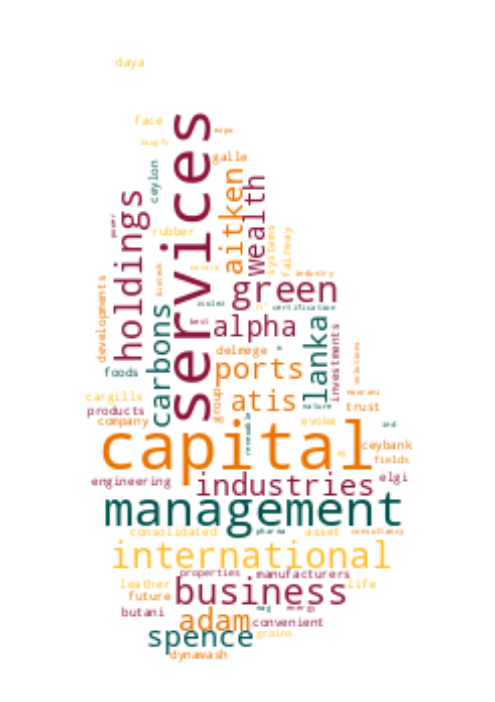 daya
face
galle
ceylon
services
aitken
wealth
holdings
rubber
systems
fairway
green
industry
developments
carbons
certification
alpha
lanka
investments
best
delmege
foods
ports
group
atis
cargills
products
company
trust
nature
evoke
renewable
capital
ceybank
fields
engineering
industries
elgi
management
consolidated
pharma
asset
consultancy
international
properties
manufacturers
leather
business
life
future
butani
adam
convenient
energy
spence
grains
dynawash